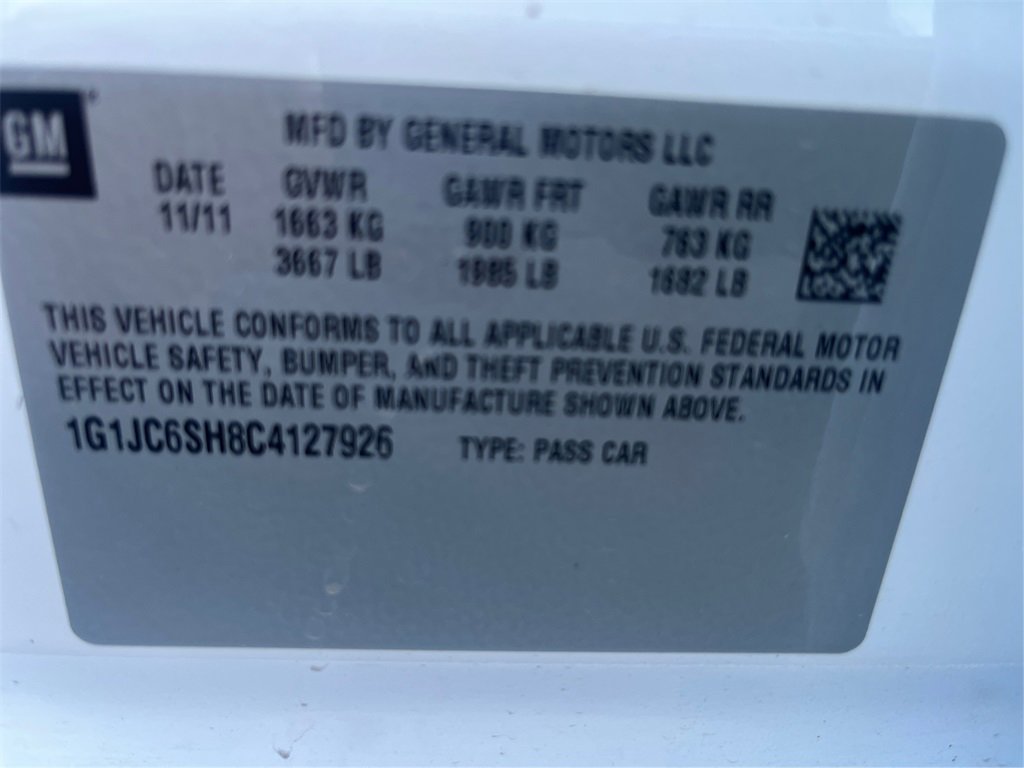 GM
MFD BY GENERAL MOTORS LLC
DATE GVWR GAWR FRT GAWR RR
11/11 1663 KG 900 KG 763 KG
3667 LB 1985 LB 1682 LB
THIS VEHICLE CONFORMS TO ALL APPLICABLE U.S. FEDERAL MOTOR
VEHICLE SAFETY, BUMPER, AND THEFT PREVENTION STANDARDS IN
EFFECT ON THE DATE OF MANUFACTURE SHOWN ABOVE.
1G1JC6SH8C4127926 TYPE: PASS CAR